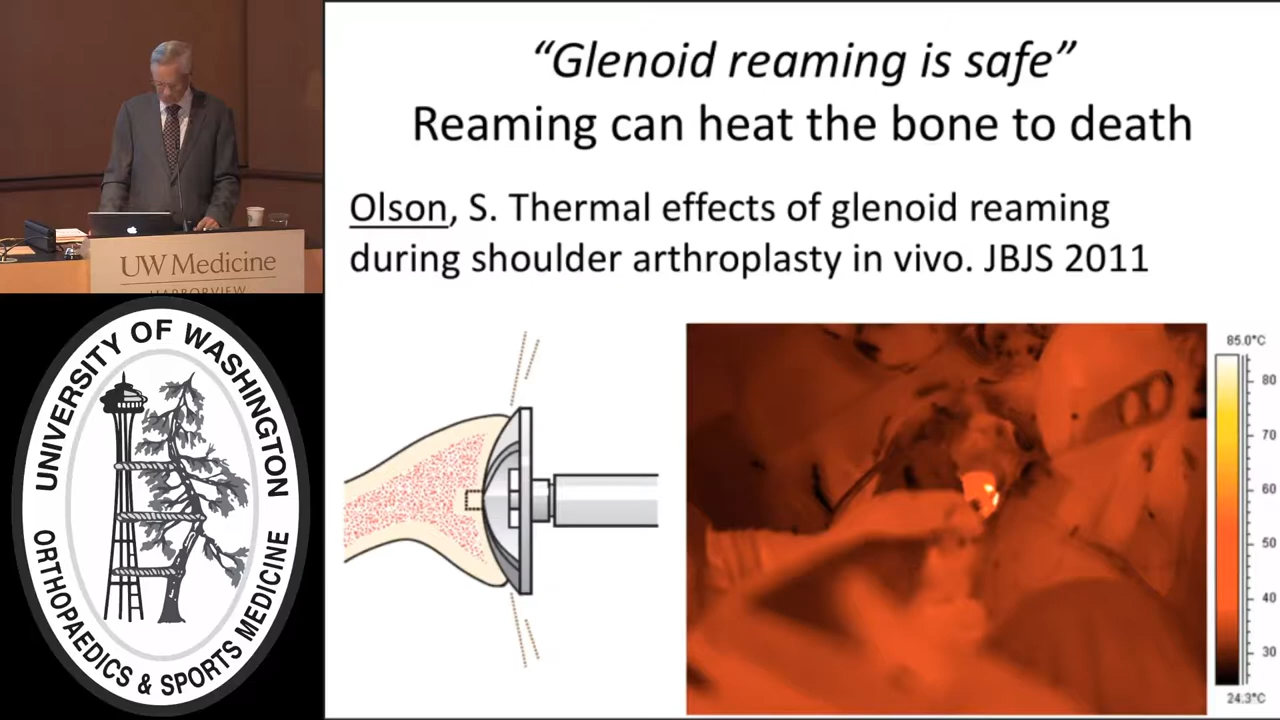 “Glenoid reaming is safe”
Reaming can heat the bone to death
Olson, S. Thermal effects of glenoid reaming
during shoulder arthroplasty in vivo. JBJS 2011
UW Medicine
HARBORVIEW
UNIVERSITY OF WASHINGTON
ORTHOPAEDICS & SPORTS MEDICINE
85.0°C
80
70
60
50
40
30
24.3°C